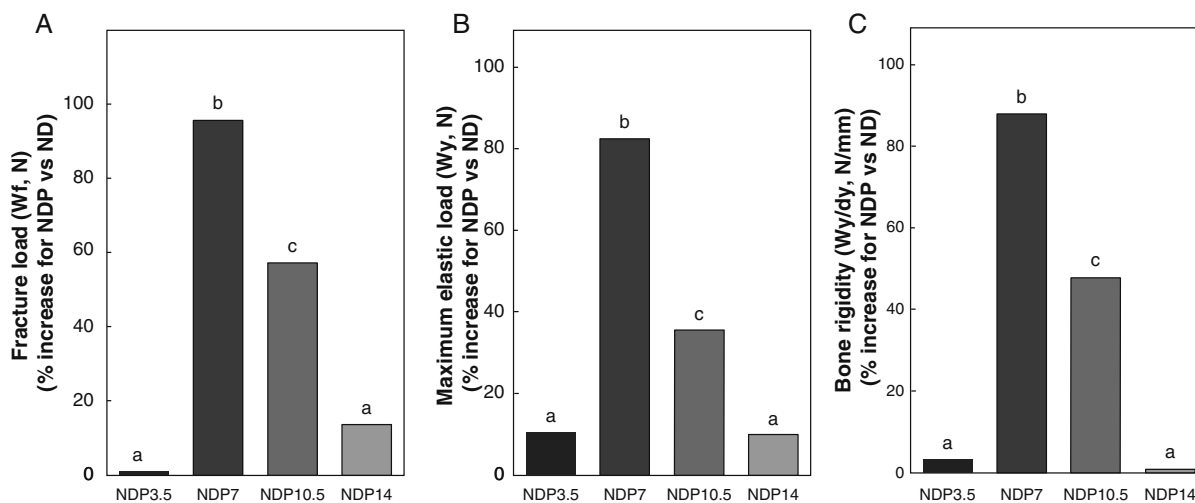 A
Fracture load (Wf, N)
(% increase for NDP vs ND)
100
80
60
40
20
0
b
c
a
a
NDP3.5 NDP7 NDP10.5 NDP14
B
Maximum elastic load (Wy, N)
(% increase for NDP vs ND)
100
80
60
40
20
0
a
b
c
a
NDP3.5 NDP7 NDP10.5 NDP14
C
Bone rigidity (Wy/dy, N/mm)
(% increase for NDP vs ND)
100
80
60
40
20
0
a
b
c
a
NDP3.5 NDP7 NDP10.5 NDP14